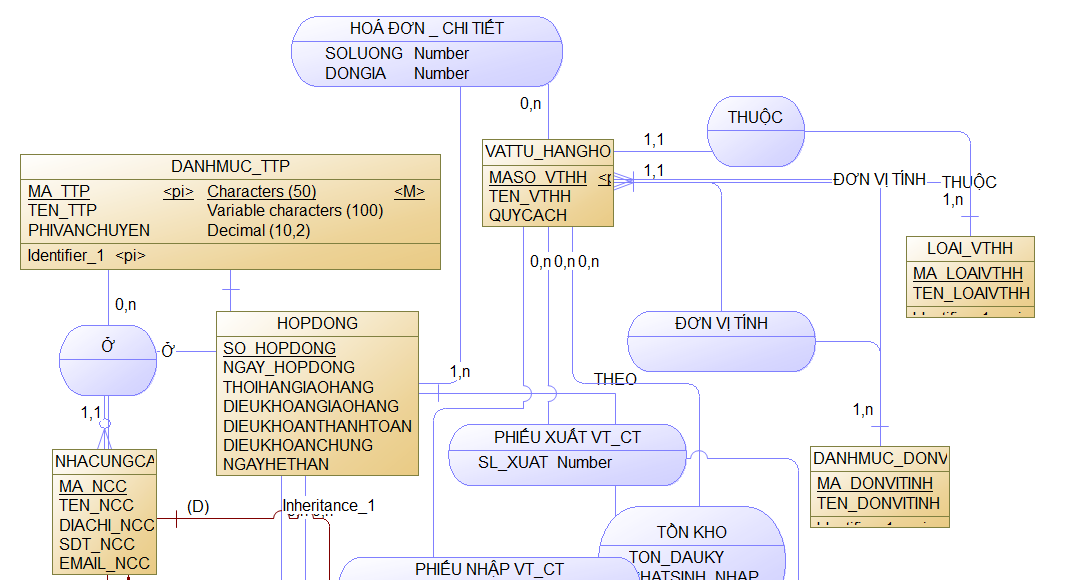 HOÁ ĐƠN _ CHI TIẾT
SOLUONG Number
DONGIA Number
0,n
THUỘC
VATTU_HANGHO
MASO_VTHH
TEN_VTHH
QUYCACH
1,1
1,1
ĐƠN VỊ TÍNH
THUỘC
1,n
DANHMUC_TTP
MA_TTP <pi> Characters (50) <M>
TEN_TTP Variable characters (100)
PHIVANCHUYEN Decimal (10,2)
Identifier_1 <pi>
LOAI_VTHH
MA_LOAIVTHH
TEN_LOAIVTHH
0,n 0,n 0,n
0,n
Ở
Ở
1,1
HOPDONG
SO_HOPDONG
NGAY_HOPDONG
THOIHANGIAOHANG
DIEUKHOANGIAOHANG
DIEUKHOANTHANHTOAN
DIEUKHOANCHUNG
NGAYHETHAN
ĐƠN VỊ TÍNH
1,n
THEO
1,n
PHIẾU XUẤT VT_CT
SL_XUAT Number
NHACUNGCA
MA_NCC
TEN_NCC
DIACHI_NCC
SDT_NCC
EMAIL_NCC
(D)
Inheritance_1
DANHMUC_DONV
MA_DONVITINH
TEN_DONVITINH
TỒN KHO
TON_DAUKY
HATSINH_NHAP
PHIẾU NHẬP VT_CT